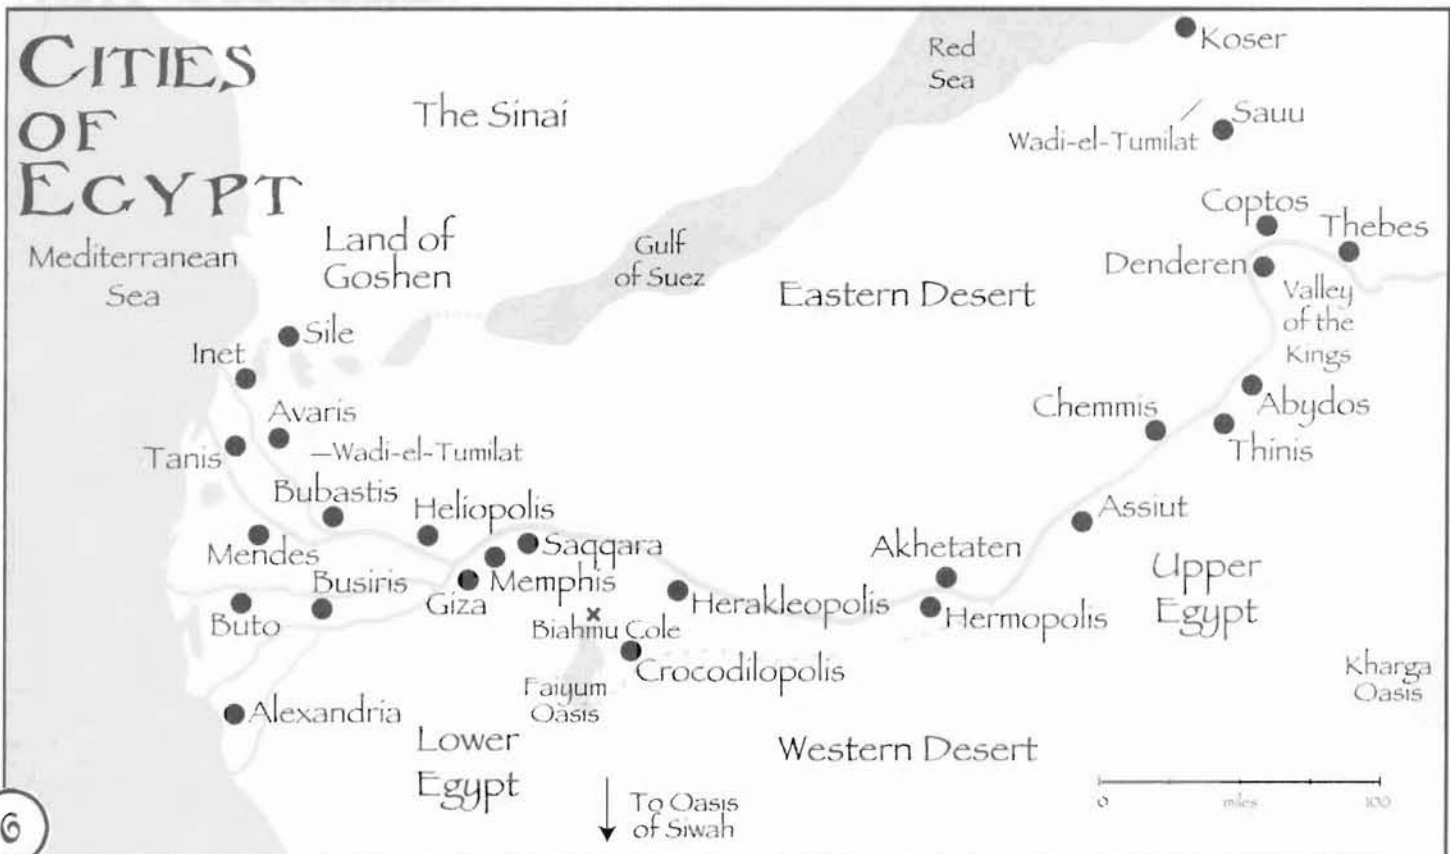 CITIES
OF
EGYPT
The Sinai
Red
Sea
Koser
Sauu
Wadi-el-Tumilat
Coptos
Thebes
Denderen
Valley
of the
Kings
Mediterranean
Sea
Land of
Goshen
Gulf
of Suez
Eastern Desert
Sile
Inet
Avaris
Tanis
Wadi-el-Tumilat
Chemmis
Abydos
Thinis
Bubastis
Heliopolis
Assiut
Mendes
Saqqara
Akhetaten
Busiris
Memphis
Giza
Upper
Egypt
Buto
Herakleopolis
Hermopolis
Biahmu Cole
Crocodilopolis
Faiyum
Oasis
Kharga
Oasis
Alexandria
Lower
Egypt
Western Desert
To Oasis
of Siwah
0 miles 100
6